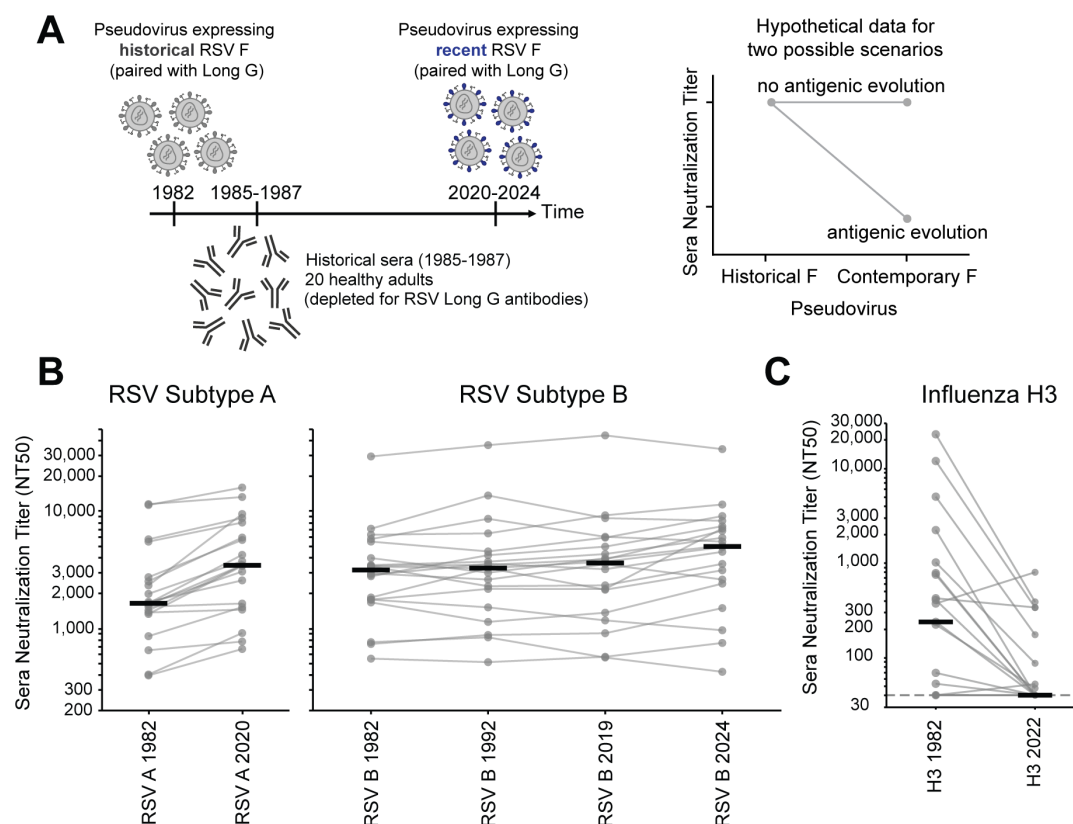 A
Pseudovirus expressing
historical RSV F
(paired with Long G)
Pseudovirus expressing
recent RSV F
(paired with Long G)
1982
1985-1987
2020-2024
Time
Historical sera (1985-1987)
20 healthy adults
(depleted for RSV Long G antibodies)
Hypothetical data for
two possible scenarios
no antigenic evolution
antigenic evolution
Sera Neutralization Titer
Historical F
Contemporary F
Pseudovirus
B
RSV Subtype A
RSV Subtype B
Sera Neutralization Titer (NT50)
30,000
20,000
10,000
3,000
2,000
1,000
300
200
RSV A 1982
RSV A 2020
RSV B 1982
RSV B 1992
RSV B 2019
RSV B 2024
C
Influenza H3
Sera Neutralization Titer (NT50)
30,000
20,000
10,000
3,000
2,000
1,000
300
200
100
30
H3 1982
H3 2022